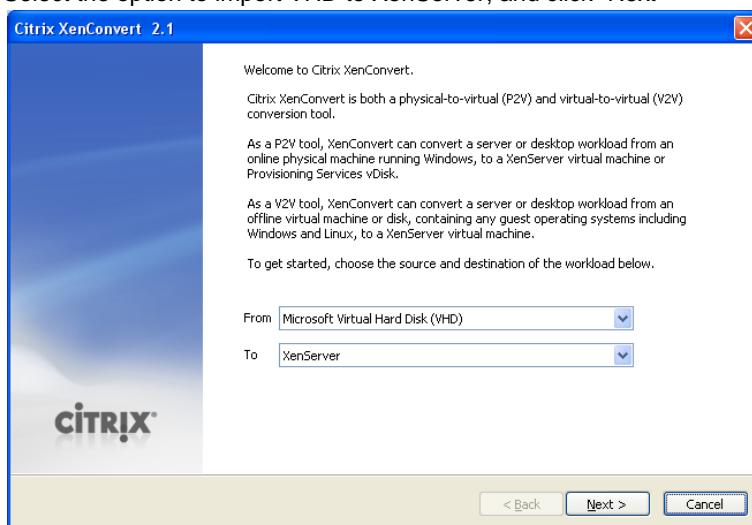 Select the option to import VHD to XenServer, and click "Next"
Citrix XenConvert 2.1
Welcome to Citrix XenConvert.
Citrix XenConvert is both a physical-to-virtual (P2V) and virtual-to-virtual (V2V)
conversion tool.
As a P2V tool, XenConvert can convert a server or desktop workload from an
online physical machine running Windows, to a XenServer virtual machine or
Provisioning Services vDisk.
As a V2V tool, XenConvert can convert a server or desktop workload from an
offline virtual machine or disk, containing any guest operating systems including
Windows and Linux, to a XenServer virtual machine.
To get started, choose the source and destination of the workload below.
From Microsoft Virtual Hard Disk (VHD)
To XenServer
CITRIX
< Back Next > Cancel